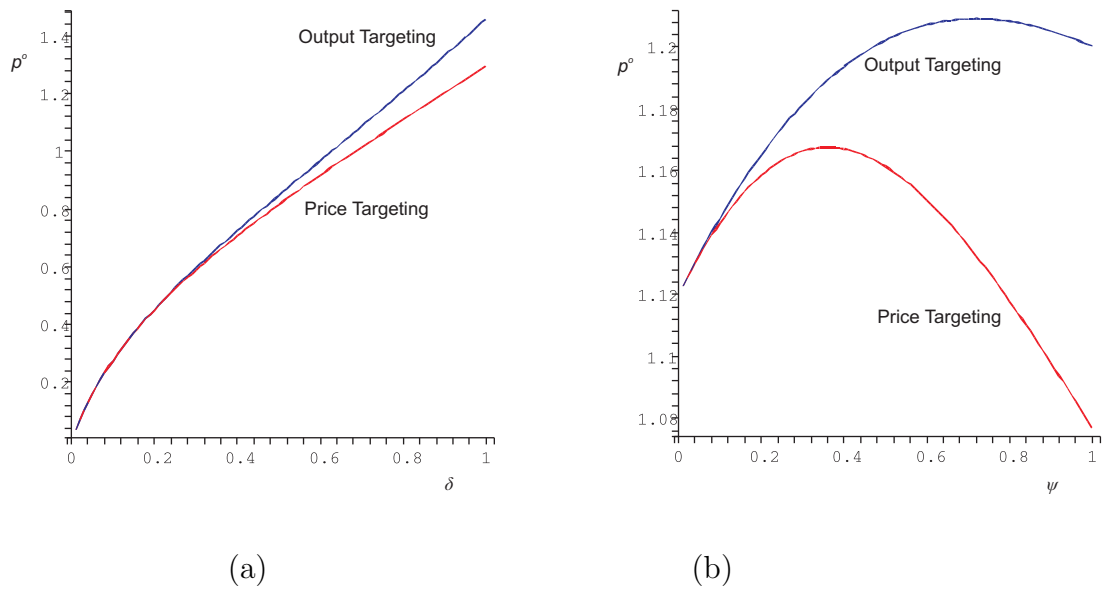 1.4
Output Targeting
p°
1.2
1
0.8
Price Targeting
0.6
0.4
0.2
0 0.2 0.4 0.6 0.8 1
δ
(a)
1.2
p°
Output Targeting
1.18
1.16
1.14
1.12
Price Targeting
1.1
1.08
0 0.2 0.4 0.6 0.8 1
ψ
(b)